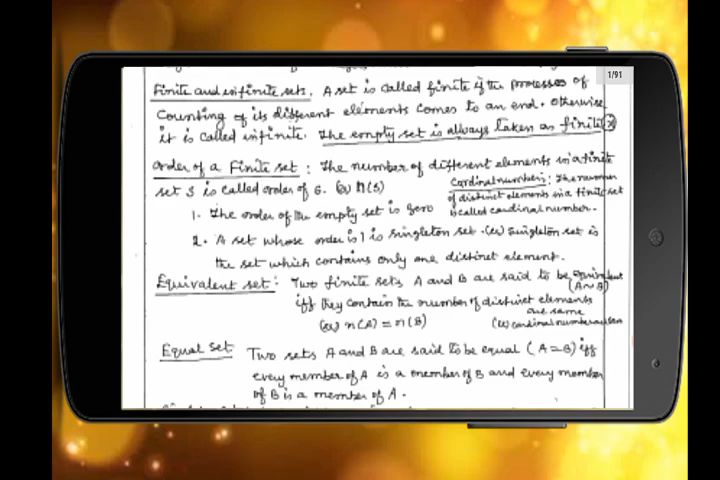 1/91
Finite and infinite sets. A set is called finite if the processes of
Counting of its different elements comes to an end. otherwise
it is called infinite. The empty set is always taken as finite
Order of a Finite set : The number of different elements in a finite
set S is called order of S. (or) n(S)
Cardinal number : The number
of distinct elements in a finite set
is called cardinal number.
1. The order of the empty set is zero
2. A set whose order is 1 is singleton set. (or) singleton set is
the set which contains only one distinct element.
Equivalent set : Two finite sets A and B are said to be equivalent
(A~B)
iff they contain the number of distinct elements
are same
(or) n(A) = n(B)
(ie) cardinal number
Equal set Two sets A and B are said to be equal (A=B) iff
every member of A is a member of B and every member
of B is a member of A.